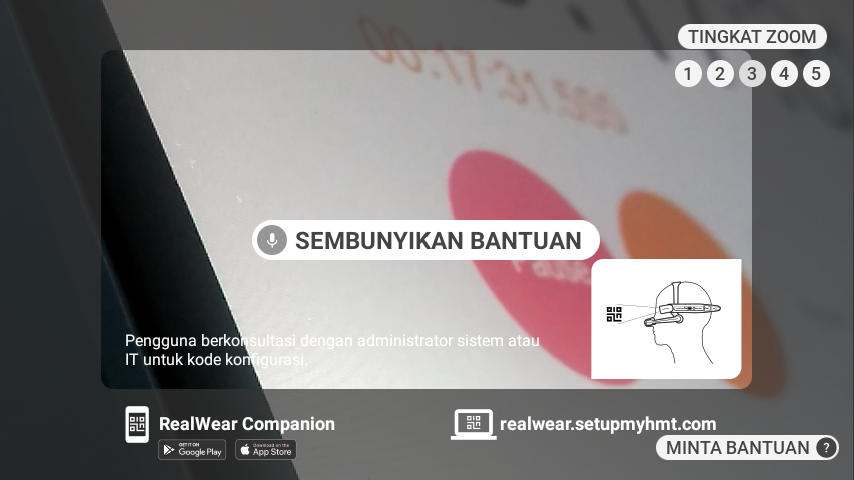 00:17:31.580
TINGKAT ZOOM
1 2 3 4 5
SEMBUNYIKAN BANTUAN
Pause
Pengguna berkonsultasi dengan administrator sistem atau
IT untuk kode konfigurasi.
RealWear Companion
GET IT ON
Google Play
Download on the
App Store
realwear.setupmyhmt.com
MINTA BANTUAN ?